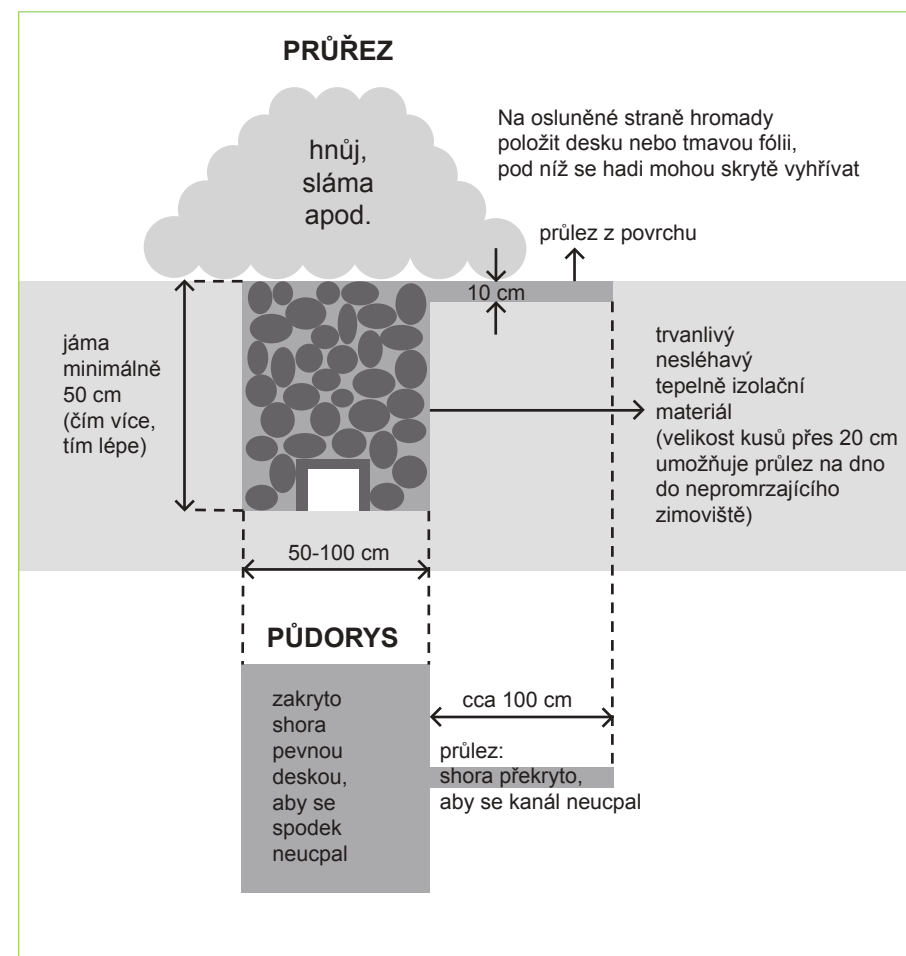 PRŮŘEZ
hnůj,
sláma
apod.
Na osluněné straně hromady
položit desku nebo tmavou fólii,
pod níž se hadi mohou skrytě vyhřívat
průlez z povrchu
10 cm
jáma
minimálně
50 cm
(čím více,
tím lépe)
trvanlivý
nesléhavý
tepelně izolační
materiál
(velikost kusů přes 20 cm
umožňuje průlez na dno
do nepromrzajícího
zimoviště)
50-100 cm
PŮDORYS
zakryto
shora
pevnou
deskou,
aby se
spodek
neucpal
cca 100 cm
průlez:
shora překryto,
aby se kanál neucpal